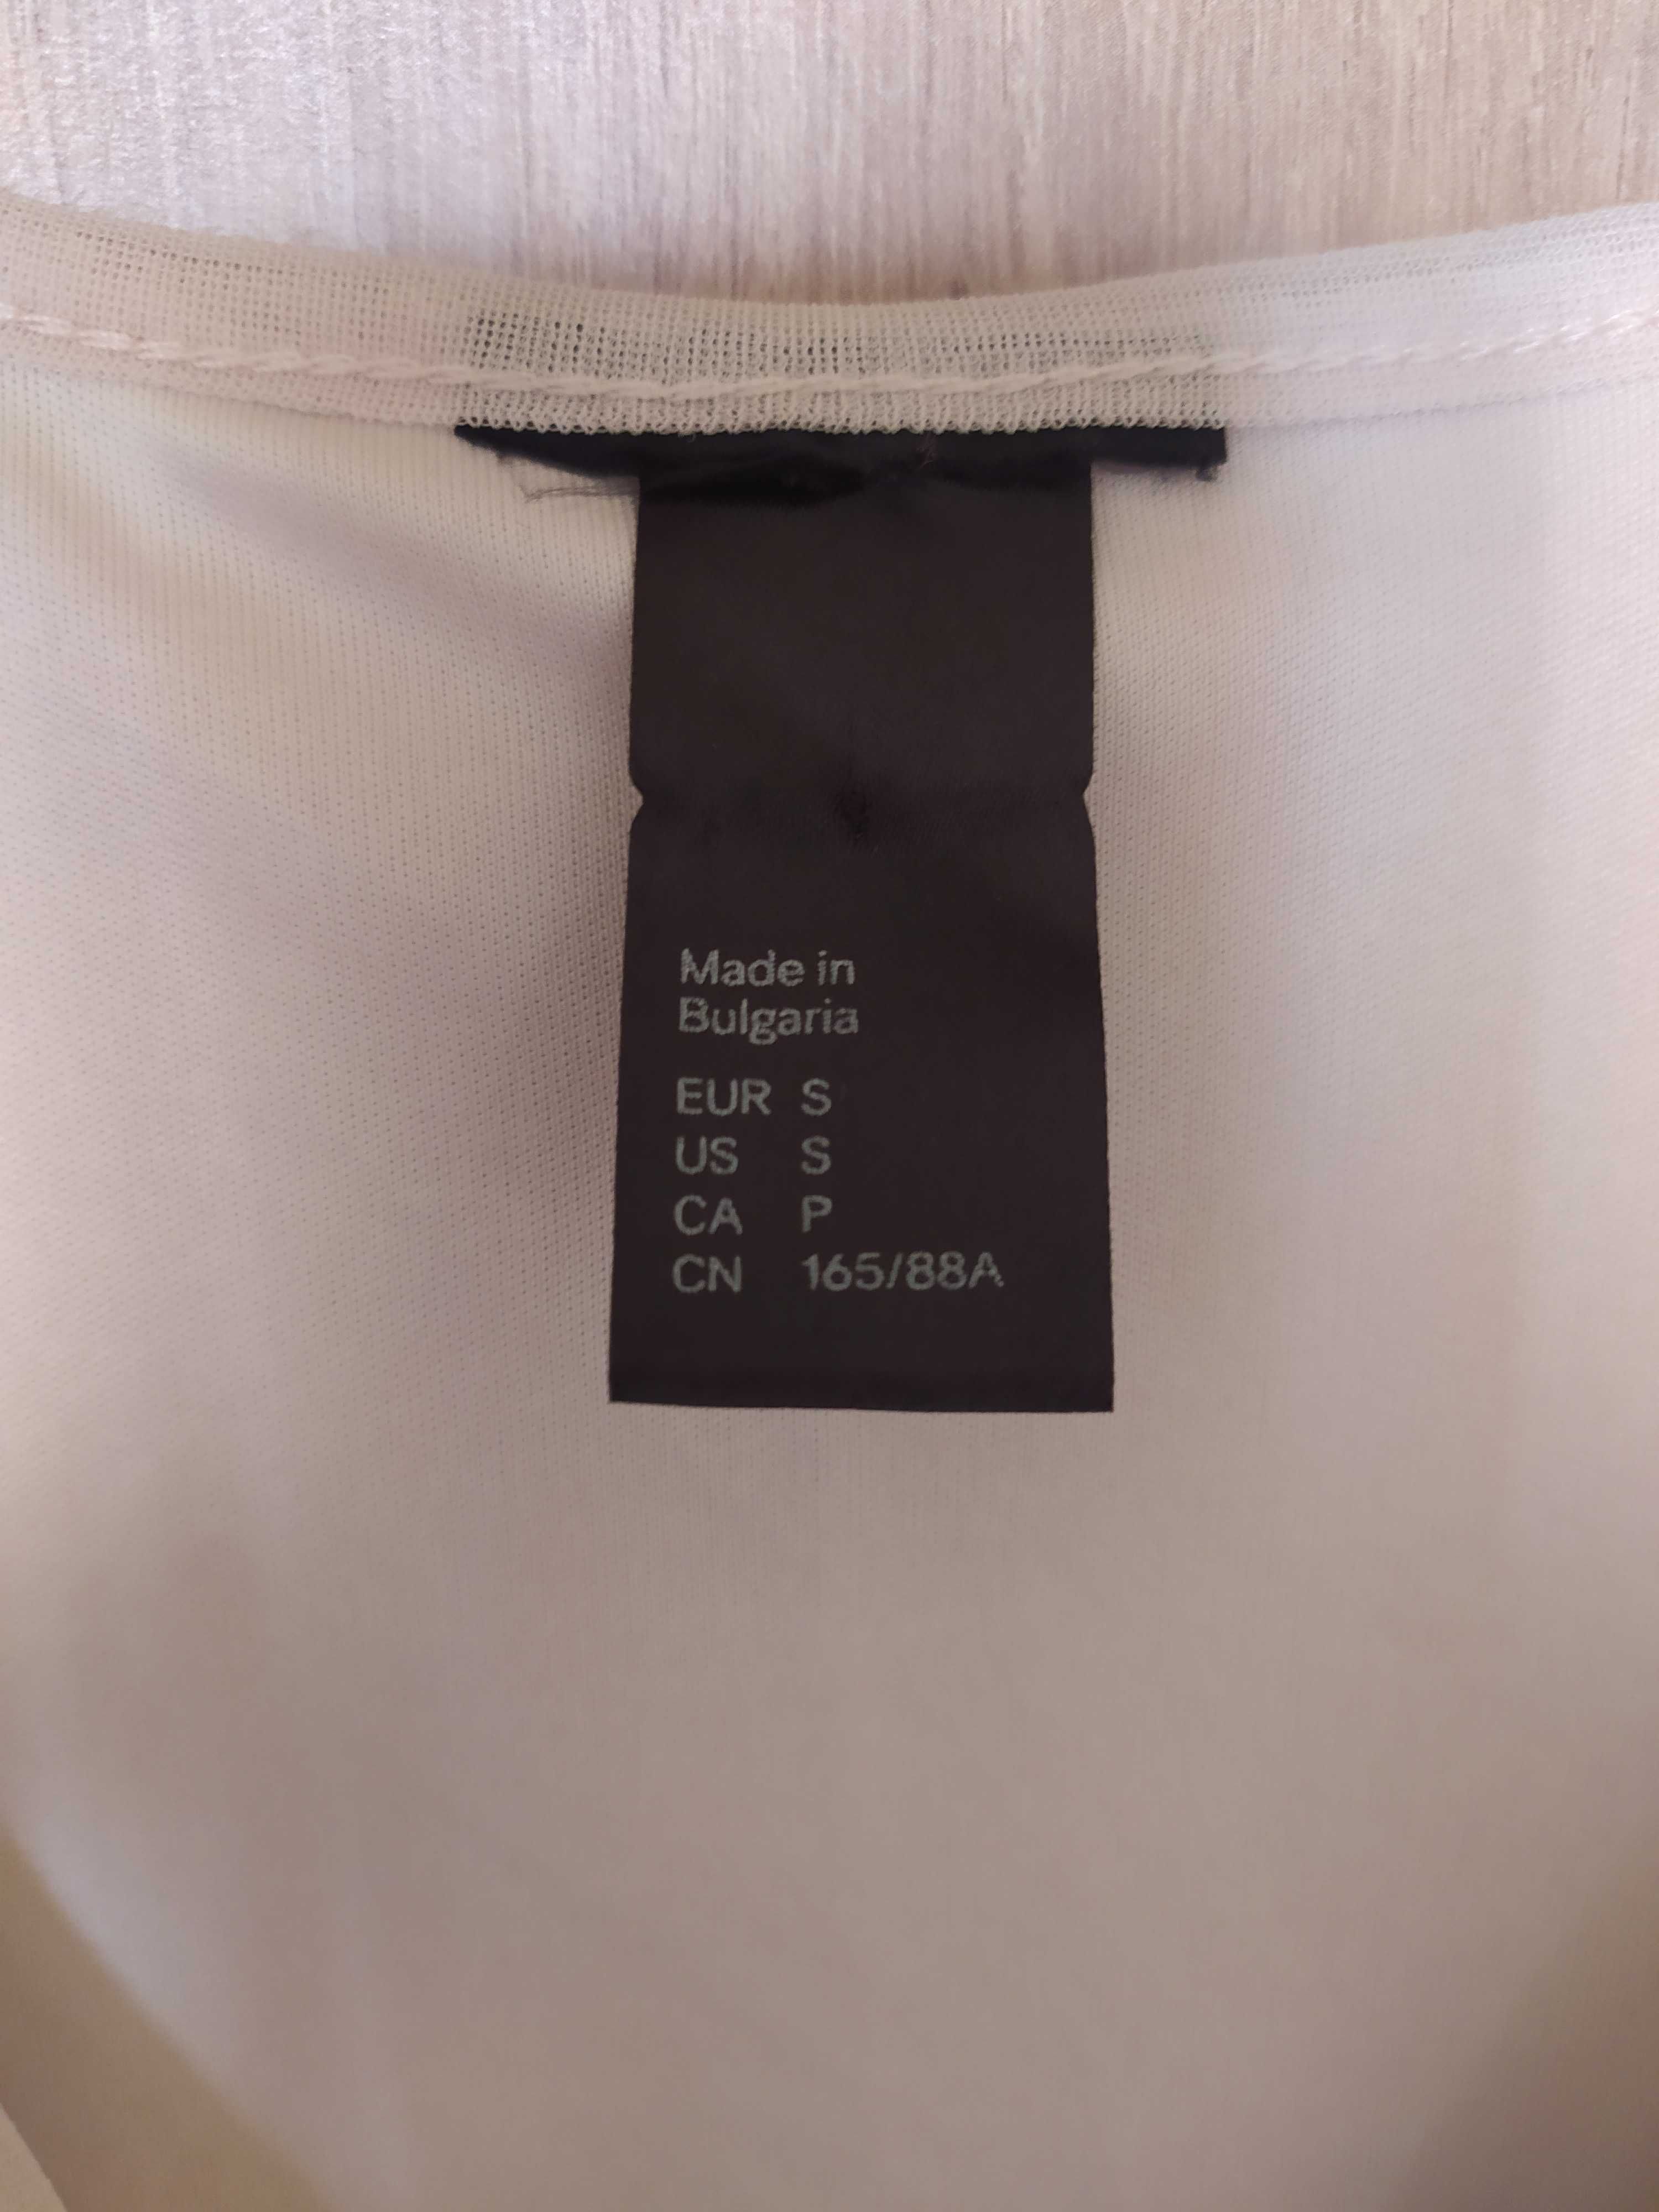 Made in
Bulgaria
EUR S
US S
CA P
CN 165/88A